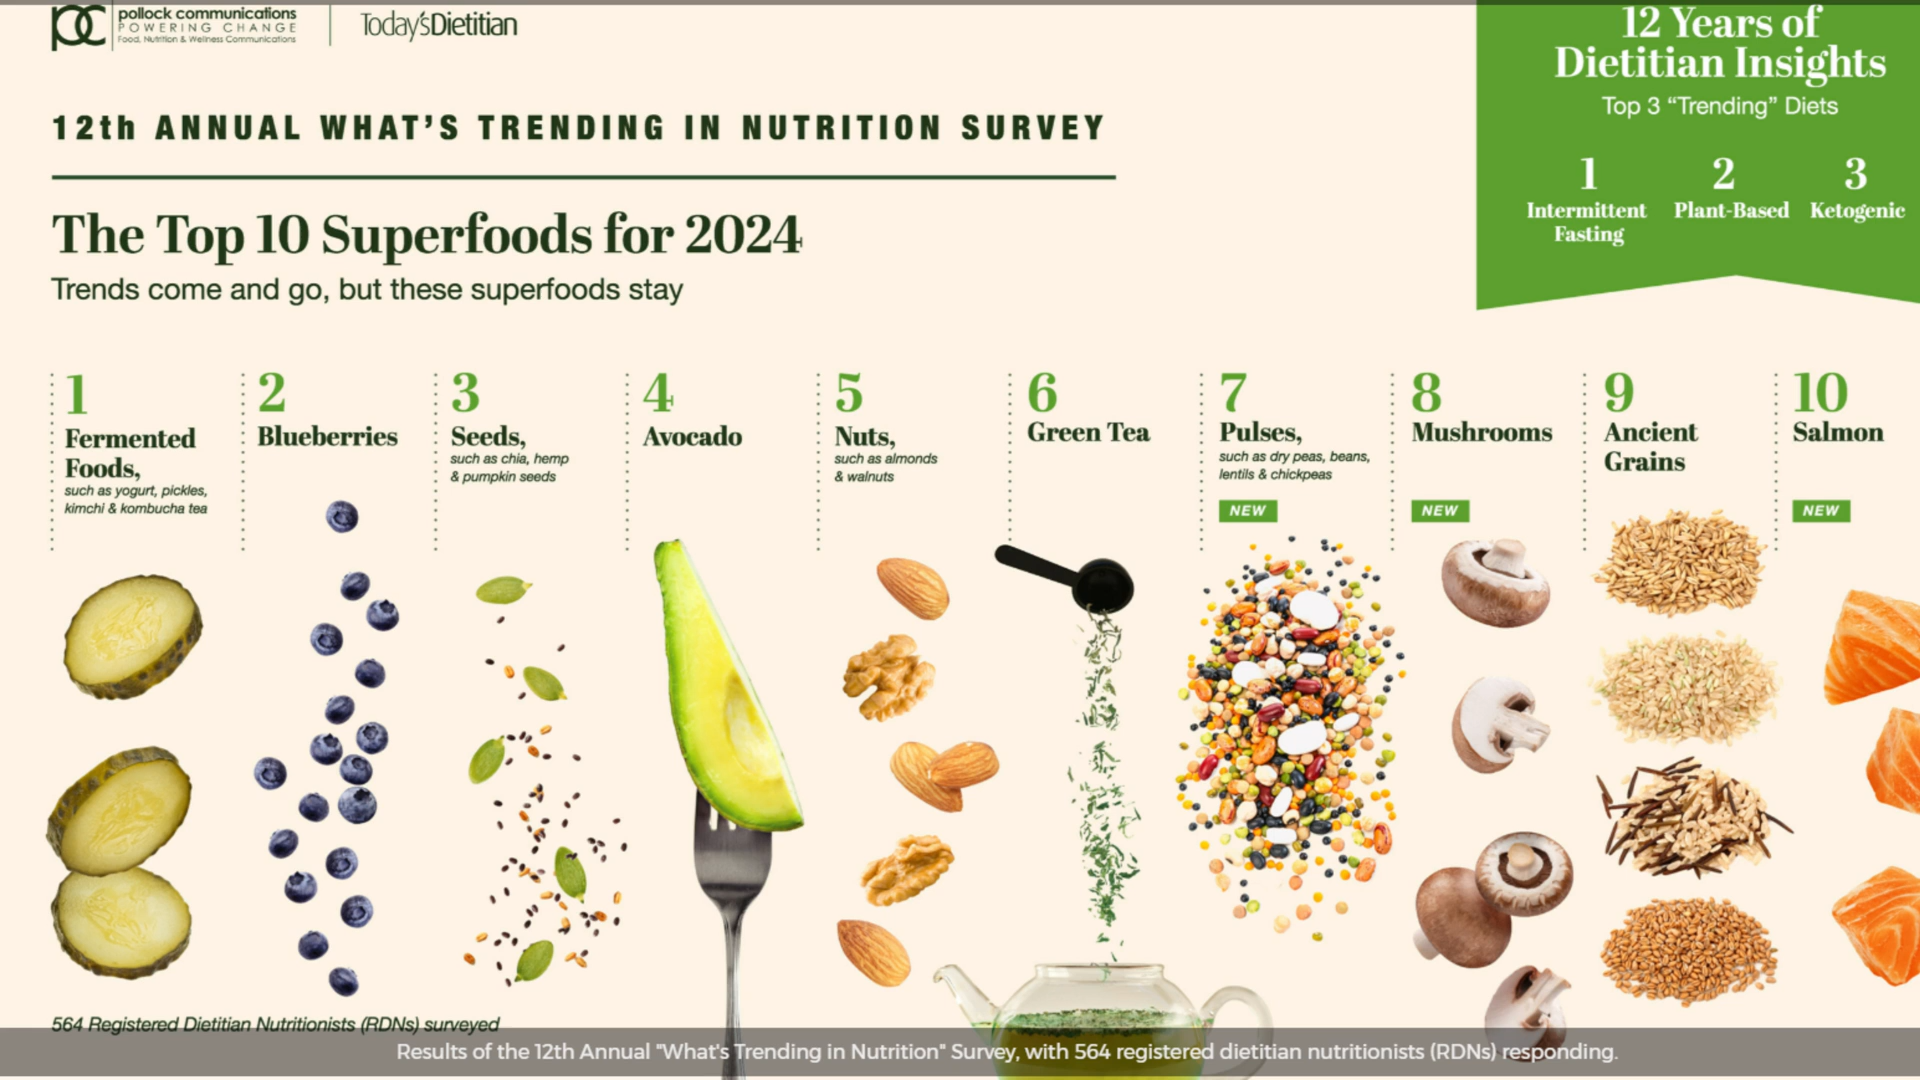 pollock communications
POWERING CHANGE
Food, Nutrition & Wellness Communications
Today'sDietitian
12 Years of
Dietitian Insights
Top 3 “Trending” Diets
1
Intermittent
Fasting
2
Plant-Based
3
Ketogenic
12th ANNUAL WHAT’S TRENDING IN NUTRITION SURVEY
The Top 10 Superfoods for 2024
Trends come and go, but these superfoods stay
1
Fermented
Foods,
such as yogurt, pickles,
kimchi & kombucha tea
2
Blueberries
3
Seeds,
such as chia, hemp
& pumpkin seeds
4
Avocado
5
Nuts,
such as almonds
& walnuts
6
Green Tea
7
Pulses,
such as dry peas, beans,
lentils & chickpeas
NEW
8
Mushrooms
NEW
9
Ancient
Grains
10
Salmon
NEW
564 Registered Dietitian Nutritionists (RDNs) surveyed
Results of the 12th Annual "What's Trending in Nutrition" Survey, with 564 registered dietitian nutritionists (RDNs) responding.